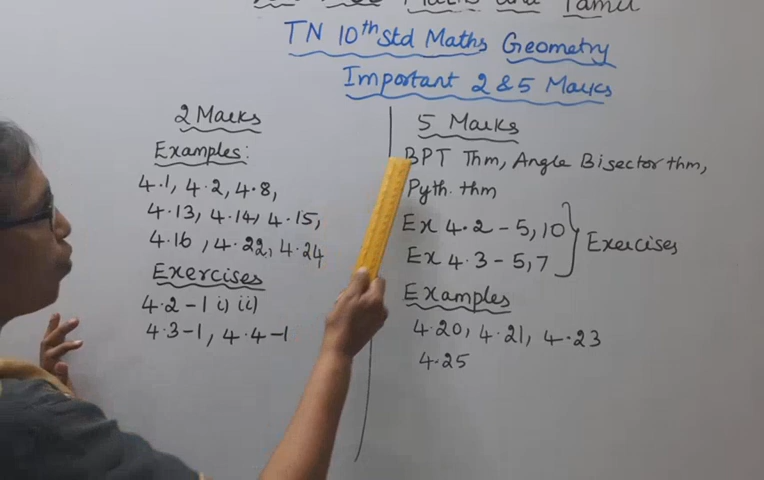 Maths and Tamil
TN 10th Std Maths Geometry
Important 2 & 5 Marks
2 Marks
Examples:
4.1, 4.2, 4.8,
4.13, 4.14, 4.15,
4.16, 4.22, 4.24
Exercises
4.2-1 i) ii)
4.3-1, 4.4-1
5 Marks
BPT Thm, Angle Bisector thm,
Pyth. thm
Ex 4.2 - 5, 10
Ex 4.3 - 5, 7
Exercises
Examples
4.20, 4.21, 4.23
4.25